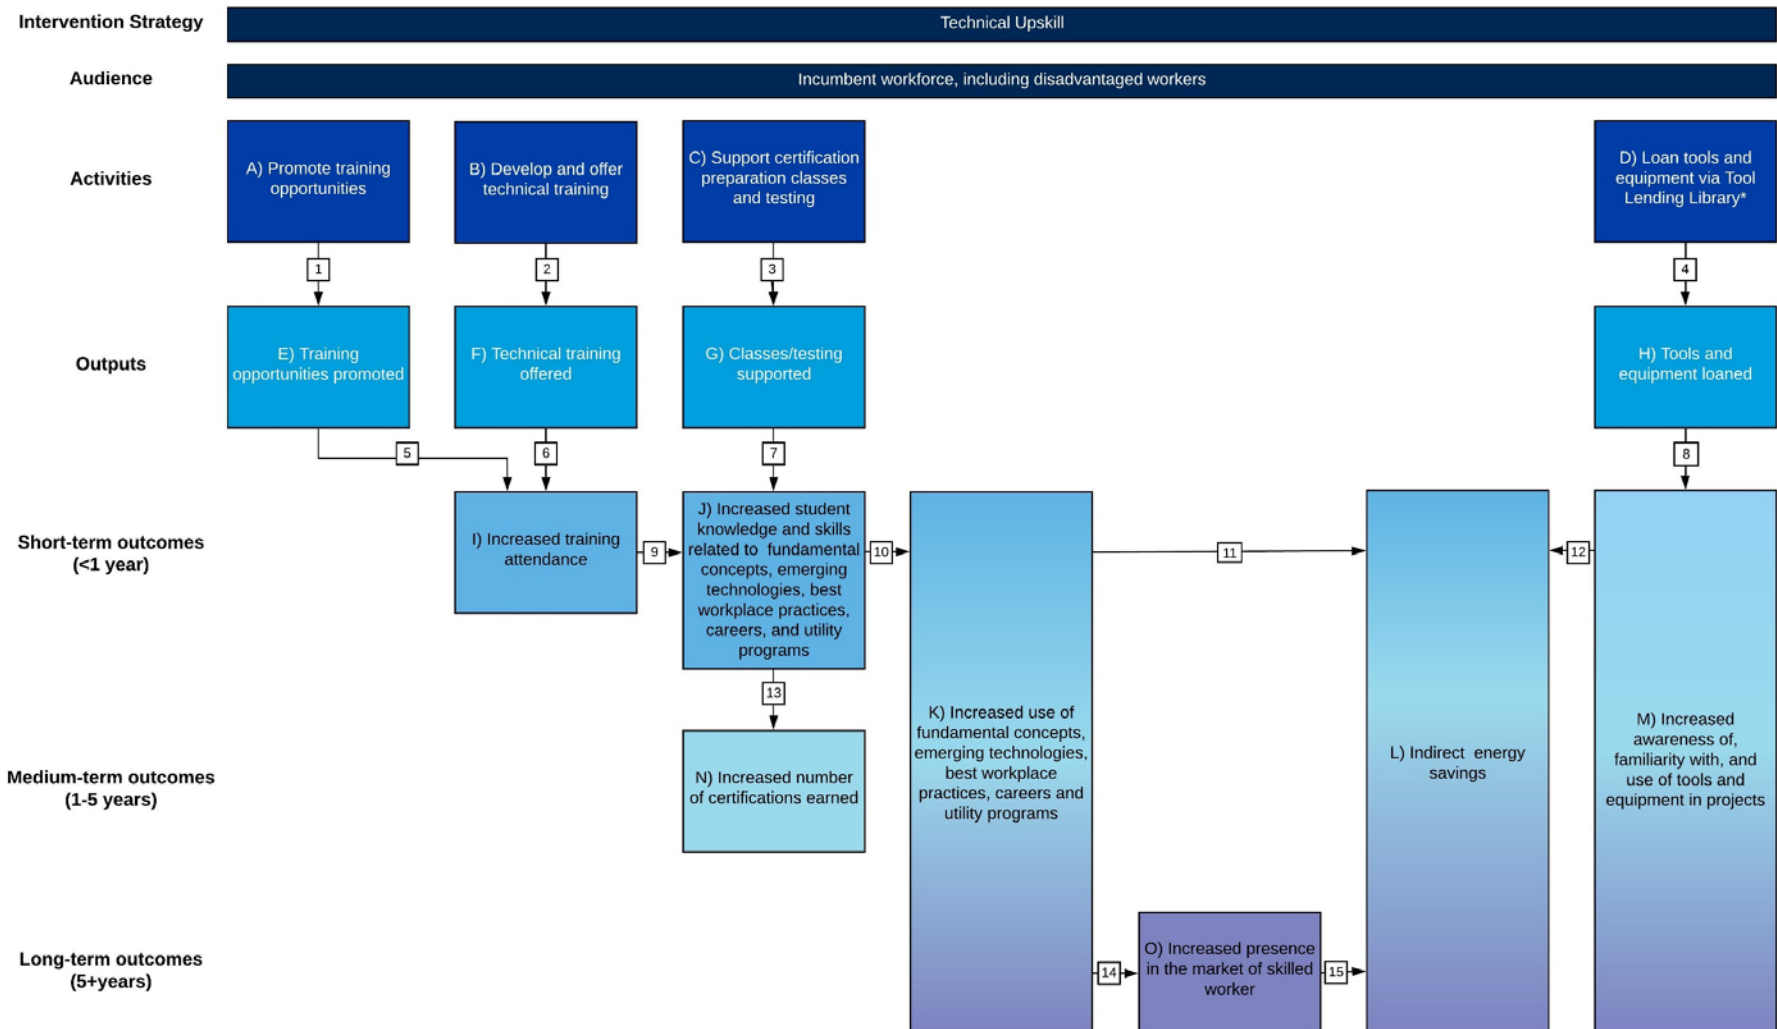 Intervention Strategy
Technical Upskill
Audience
Incumbent workforce, including disadvantaged workers
Activities
A) Promote training
opportunities
B) Develop and offer
technical training
C) Support certification
preparation classes
and testing
D) Loan tools and
equipment via Tool
Lending Library*
1
2
3
4
Outputs
E) Training
opportunities promoted
F) Technical training
offered
G) Classes/testing
supported
H) Tools and
equipment loaned
5
6
7
8
Short-term outcomes
(<1 year)
I) Increased training
attendance
9
J) Increased student
knowledge and skills
related to fundamental
concepts, emerging
technologies, best
workplace practices,
careers, and utility
programs
10
11
12
13
Medium-term outcomes
(1-5 years)
N) Increased number
of certifications earned
K) Increased use of
fundamental concepts,
emerging technologies,
best workplace
practices, careers and
utility programs
L) Indirect energy
savings
M) Increased
awareness of,
familiarity with, and
use of tools and
equipment in projects
Long-term outcomes
(5+years)
14
O) Increased presence
in the market of skilled
worker
15